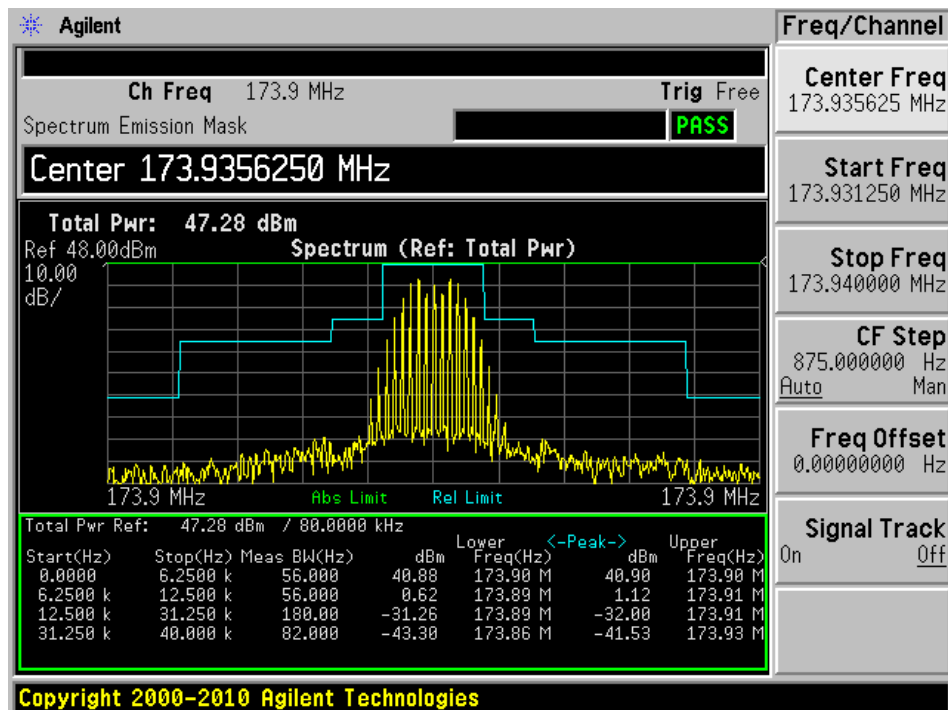 Agilent
Freq/Channel
Ch Freq 173.9 MHz Trig Free
Spectrum Emission Mask PASS
Center 173.9356250 MHz
Total Pwr: 47.28 dBm
Ref 48.00dBm Spectrum (Ref: Total Pwr)
10.00
dB/
173.9 MHz Abs Limit Rel Limit 173.9 MHz
Total Pwr Ref: 47.28 dBm / 80.0000 kHz
Lower <-Peak-> Upper
Start(Hz) Stop(Hz) Meas BW(Hz) dBm Freq(Hz) dBm Freq(Hz)
0.0000 6.2500 k 56.000 40.88 173.90 M 40.90 173.90 M
6.2500 k 12.500 k 56.000 0.62 173.89 M 1.12 173.91 M
12.500 k 31.250 k 180.00 -31.26 173.89 M -32.00 173.91 M
31.250 k 40.000 k 82.000 -43.30 173.86 M -41.53 173.93 M
Center Freq
173.935625 MHz
Start Freq
173.931250 MHz
Stop Freq
173.940000 MHz
CF Step
875.000000 Hz
Auto Man
Freq Offset
0.00000000 Hz
Signal Track
On Off
Copyright 2000-2010 Agilent Technologies